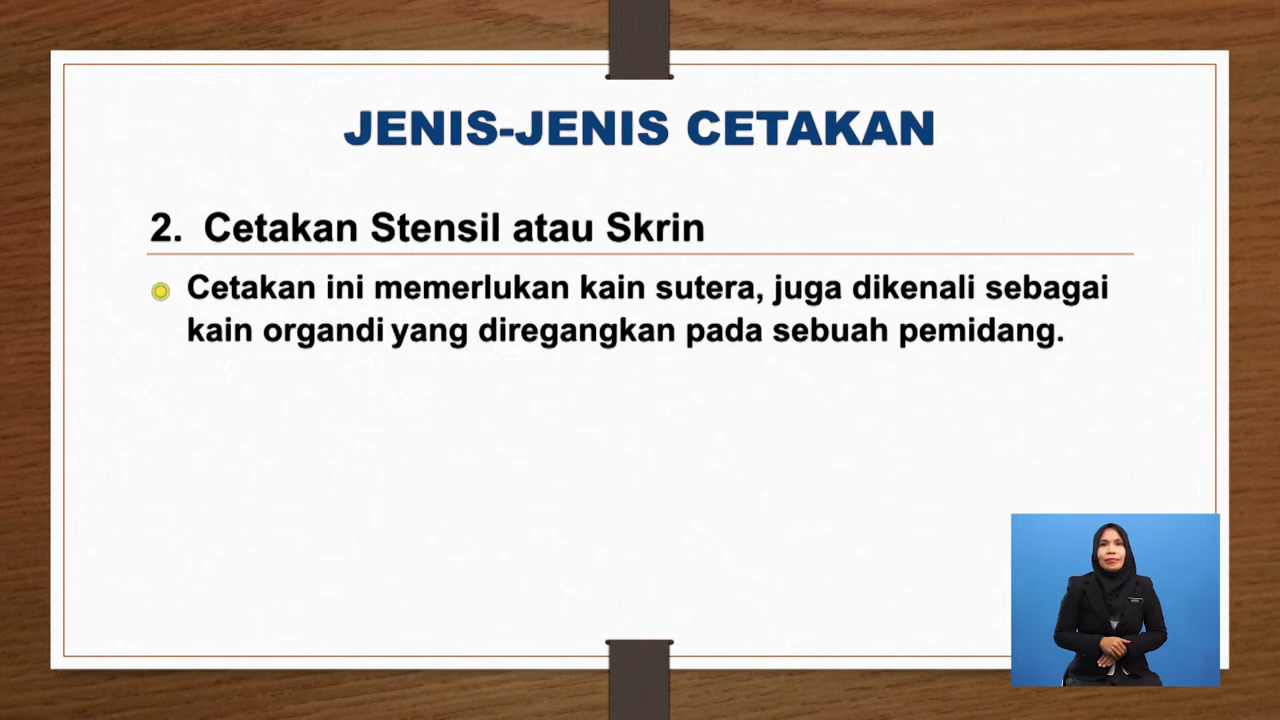 JENIS-JENIS CETAKAN
2. Cetakan Stensil atau Skrin
Cetakan ini memerlukan kain sutera, juga dikenali sebagai
kain organdi yang diregangkan pada sebuah pemidang.